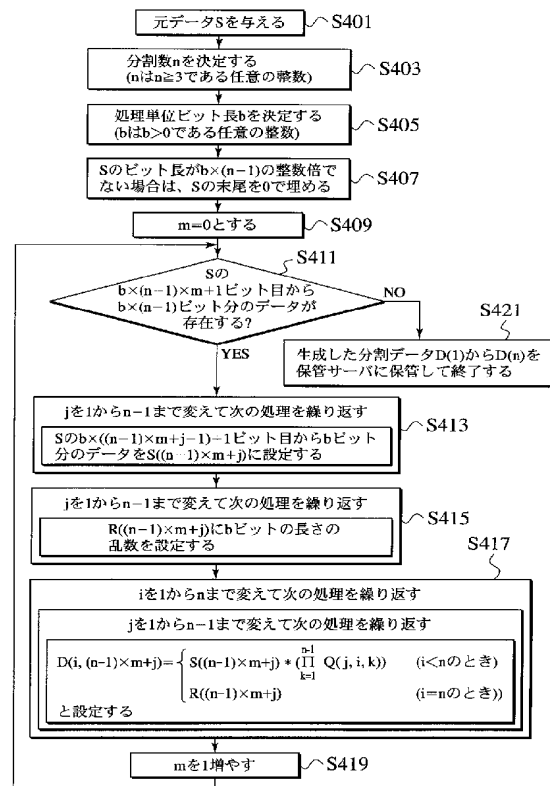 元データSを与える
S401
分割数nを決定する
(nはn≧3である任意の整数)
S403
処理単位ビット長bを決定する
(bはb>0である任意の整数)
S405
Sのビット長がb×(n-1)の整数倍で
ない場合は、Sの末尾を0で埋める
S407
m=0とする
S409
S411
Sの
b×(n-1)×m+1ビット目から
b×(n-1)ビット分のデータが
存在する?
NO
YES
S421
生成した分割データD(1)からD(n)を
保管サーバに保管して終了する
jを1からn-1まで変えて次の処理を繰り返す
S413
Sのb×((n-1)×m+j-1)+1ビット目からbビット
分のデータをS((n-1)×m+j)に設定する
jを1からn-1まで変えて次の処理を繰り返す
S415
R((n-1)×m+j)にbビットの長さの
乱数を設定する
S417
iを1からnまで変えて次の処理を繰り返す
jを1からn-1まで変えて次の処理を繰り返す
D(i, (n-1)×m+j)= { S((n-1)×m+j) * (∏ n-1 k=1 Q(j, i, k)) (i<nのとき)
R((n-1)×m+j) (i=nのとき))
と設定する
mを1増やす
S419